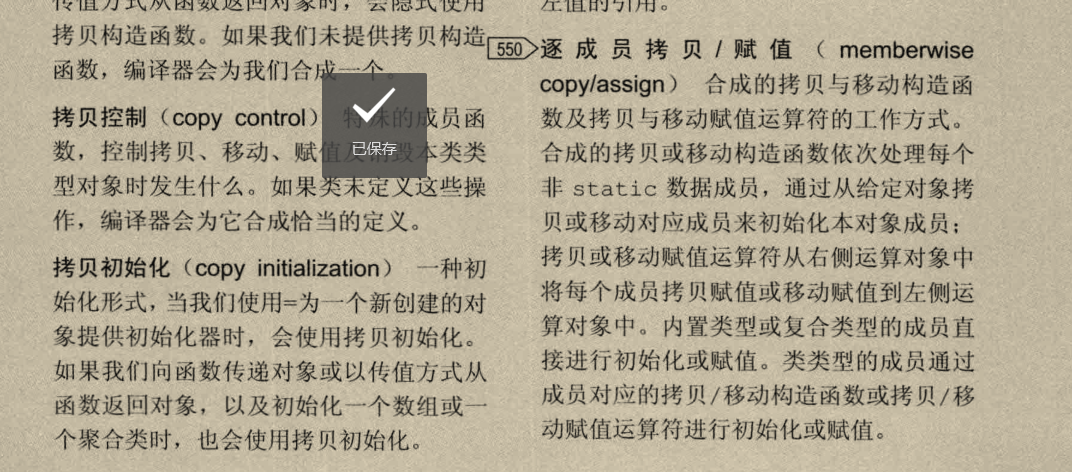 传值方式从函数返回对象时,会隐式使用
拷贝构造函数。如果我们未提供拷贝构造
函数,编译器会为我们合成一个。
拷贝控制(copy control) 特殊的成员函
数,控制拷贝、移动、赋值及销毁本类类
型对象时发生什么。如果类未定义这些操
作,编译器会为它合成恰当的定义。
拷贝初始化(copy initialization) 一种初
始化形式,当我们使用=为一个新创建的对
象提供初始化器时,会使用拷贝初始化。
如果我们向函数传递对象或以传值方式从
函数返回对象,以及初始化一个数组或一
个聚合类时,也会使用拷贝初始化。
已保存
左值的引用。
550
逐成员拷贝/赋值(memberwise
copy/assign) 合成的拷贝与移动构造函
数及拷贝与移动赋值运算符的工作方式。
合成的拷贝或移动构造函数依次处理每个
非 static 数据成员,通过从给定对象拷
贝或移动对应成员来初始化本对象成员;
拷贝或移动赋值运算符从右侧运算对象中
将每个成员拷贝赋值或移动赋值到左侧运
算对象中。内置类型或复合类型的成员直
接进行初始化或赋值。类类型的成员通过
成员对应的拷贝/移动构造函数或拷贝/移
动赋值运算符进行初始化或赋值。